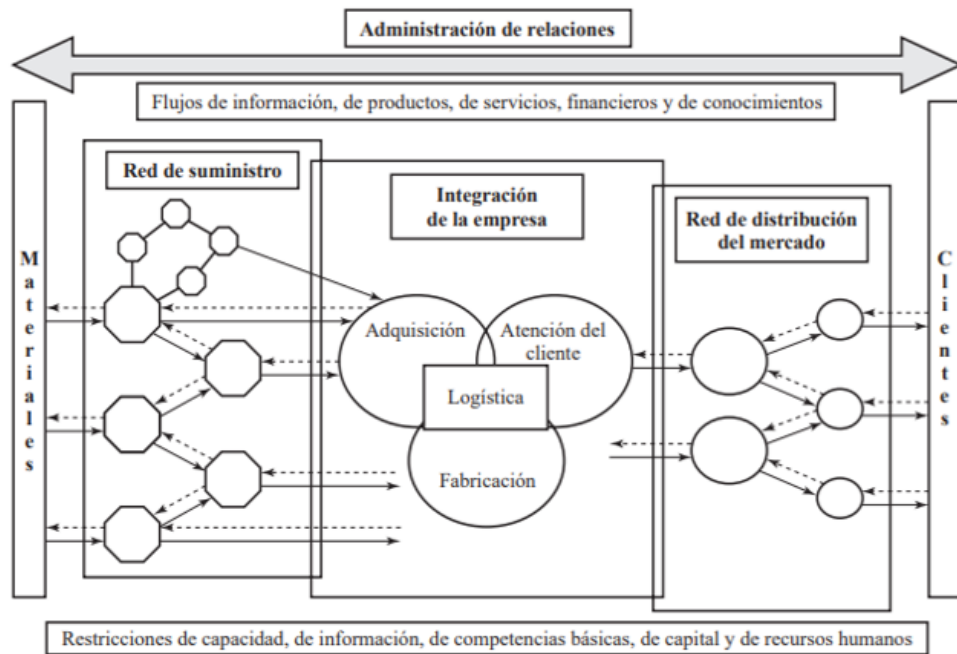 Administración de relaciones
Flujos de información, de productos, de servicios, financieros y de conocimientos
Materiales
Red de suministro
Integración
de la empresa
Red de distribución
del mercado
Clientes
Adquisición
Atención del
cliente
Logística
Fabricación
Restricciones de capacidad, de información, de competencias básicas, de capital y de recursos humanos